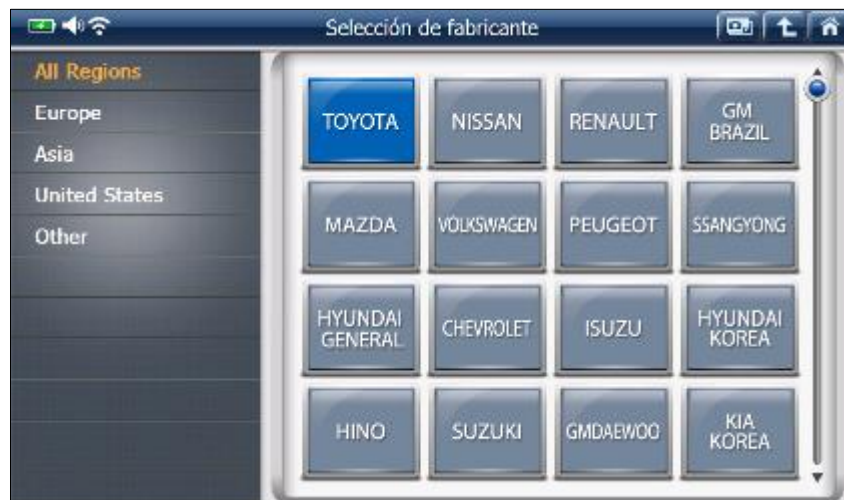 Selección de fabricante
All Regions
Europe
Asia
United States
Other
TOYOTA
NISSAN
RENAULT
GM
BRAZIL
MAZDA
VOLKSWAGEN
PEUGEOT
SSANGYONG
HYUNDAI
GENERAL
CHEVROLET
ISUZU
HYUNDAI
KOREA
HINO
SUZUKI
GMDAEWOO
KIA
KOREA